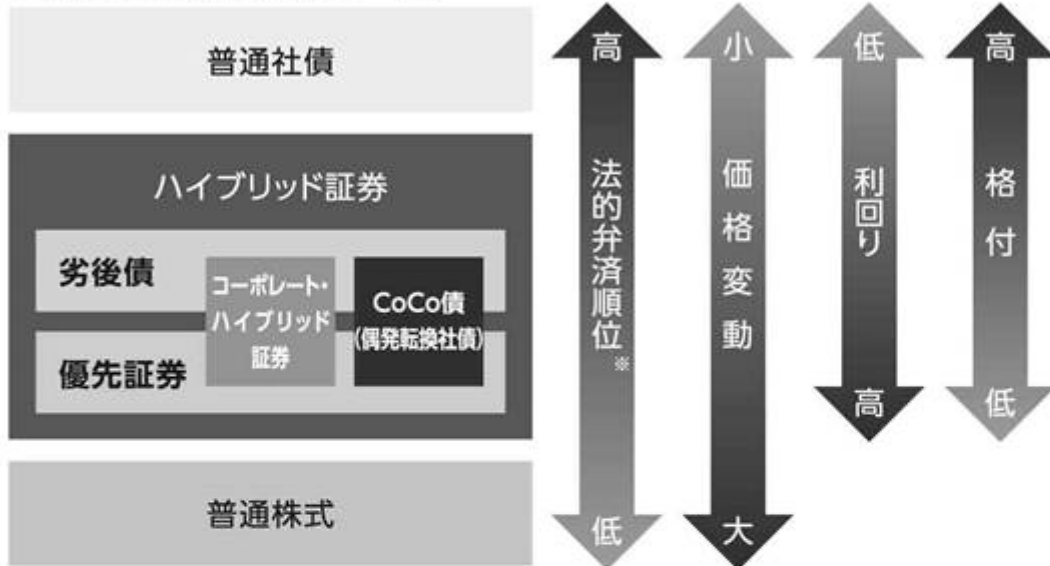 普通社債
ハイブリッド証券
劣後債
優先証券
コーポレート・
ハイブリッド
証券
CoCo債
(偶発転換社債)
普通株式
高
法的弁済順位
※
低
小
価格変動
大
低
利回り
高
高
格付
低